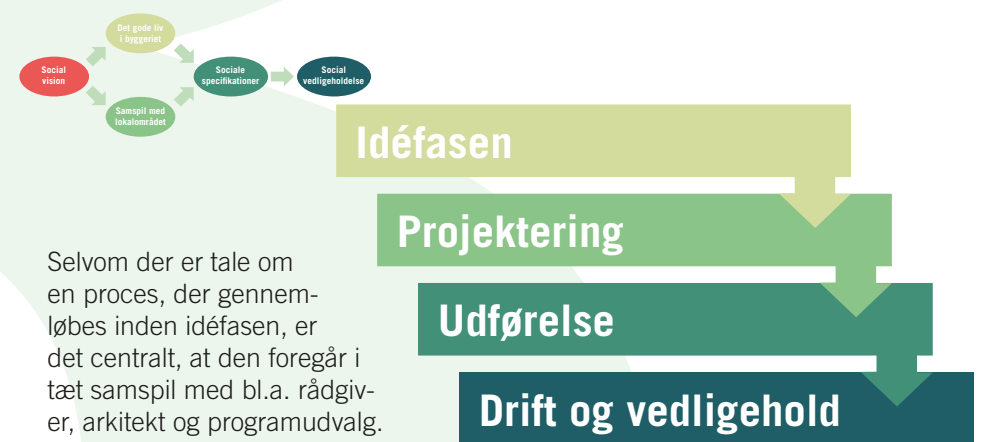 Det gode liv
i byggeriet
Social
vision
Sociale
specifikationer
Social
vedligeholdelse
Samspil med
lokalområdet
Idéfasen
Projektering
Udførelse
Drift og vedligehold
Selvom der er tale om
en proces, der gennem-
løbes inden idéfasen, er
det centralt, at den foregår i
tæt samspil med bl.a. rådgiv-
er, arkitekt og programudvalg.